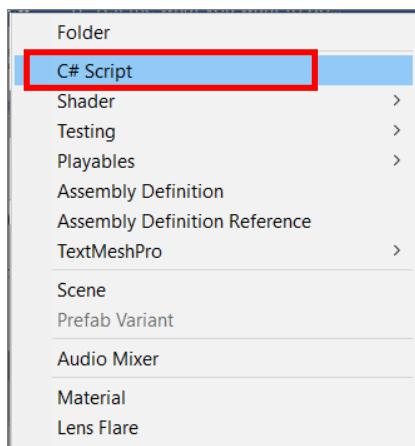 Folder
C# Script
Shader
Testing
Playables
Assembly Definition
Assembly Definition Reference
TextMeshPro
Scene
Prefab Variant
Audio Mixer
Material
Lens Flare